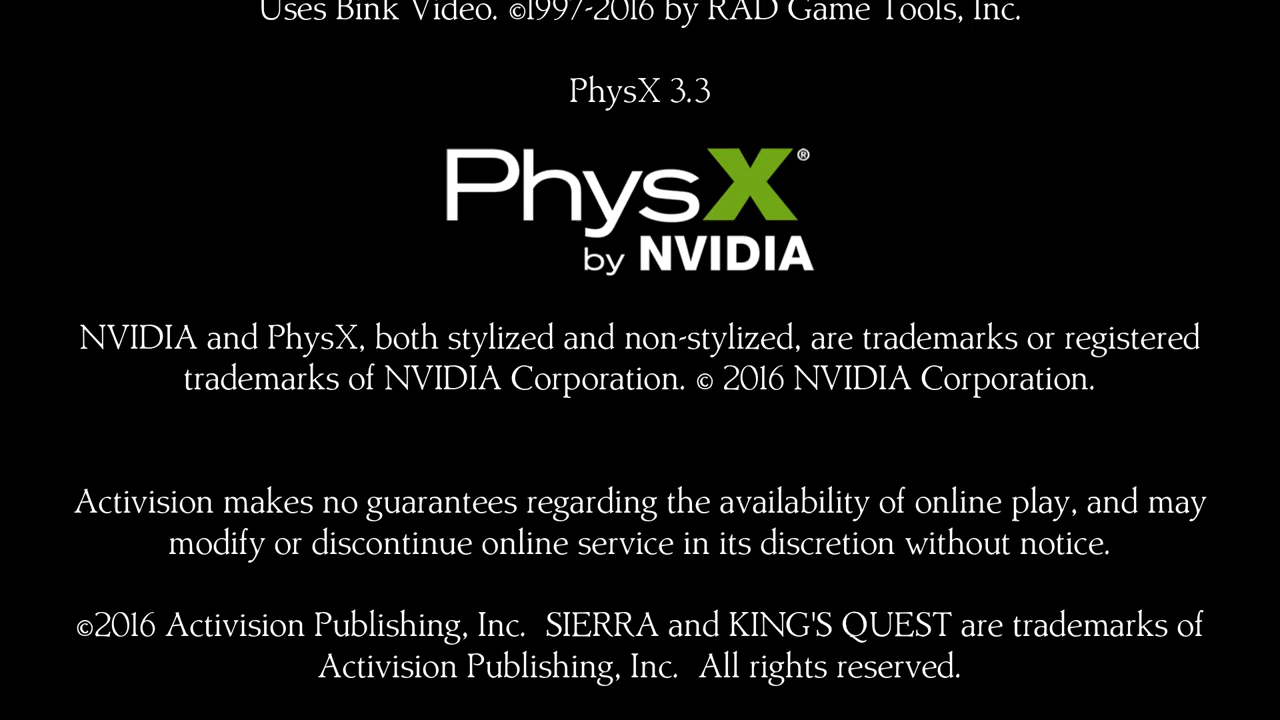 Uses Bink Video. ©1997-2016 by RAD Game Tools, Inc.
PhysX 3.3
PhysX®
by NVIDIA
NVIDIA and PhysX, both stylized and non-stylized, are trademarks or registered
trademarks of NVIDIA Corporation. © 2016 NVIDIA Corporation.
Activision makes no guarantees regarding the availability of online play, and may
modify or discontinue online service in its discretion without notice.
©2016 Activision Publishing, Inc.  SIERRA and KING'S QUEST are trademarks of
Activision Publishing, Inc.  All rights reserved.